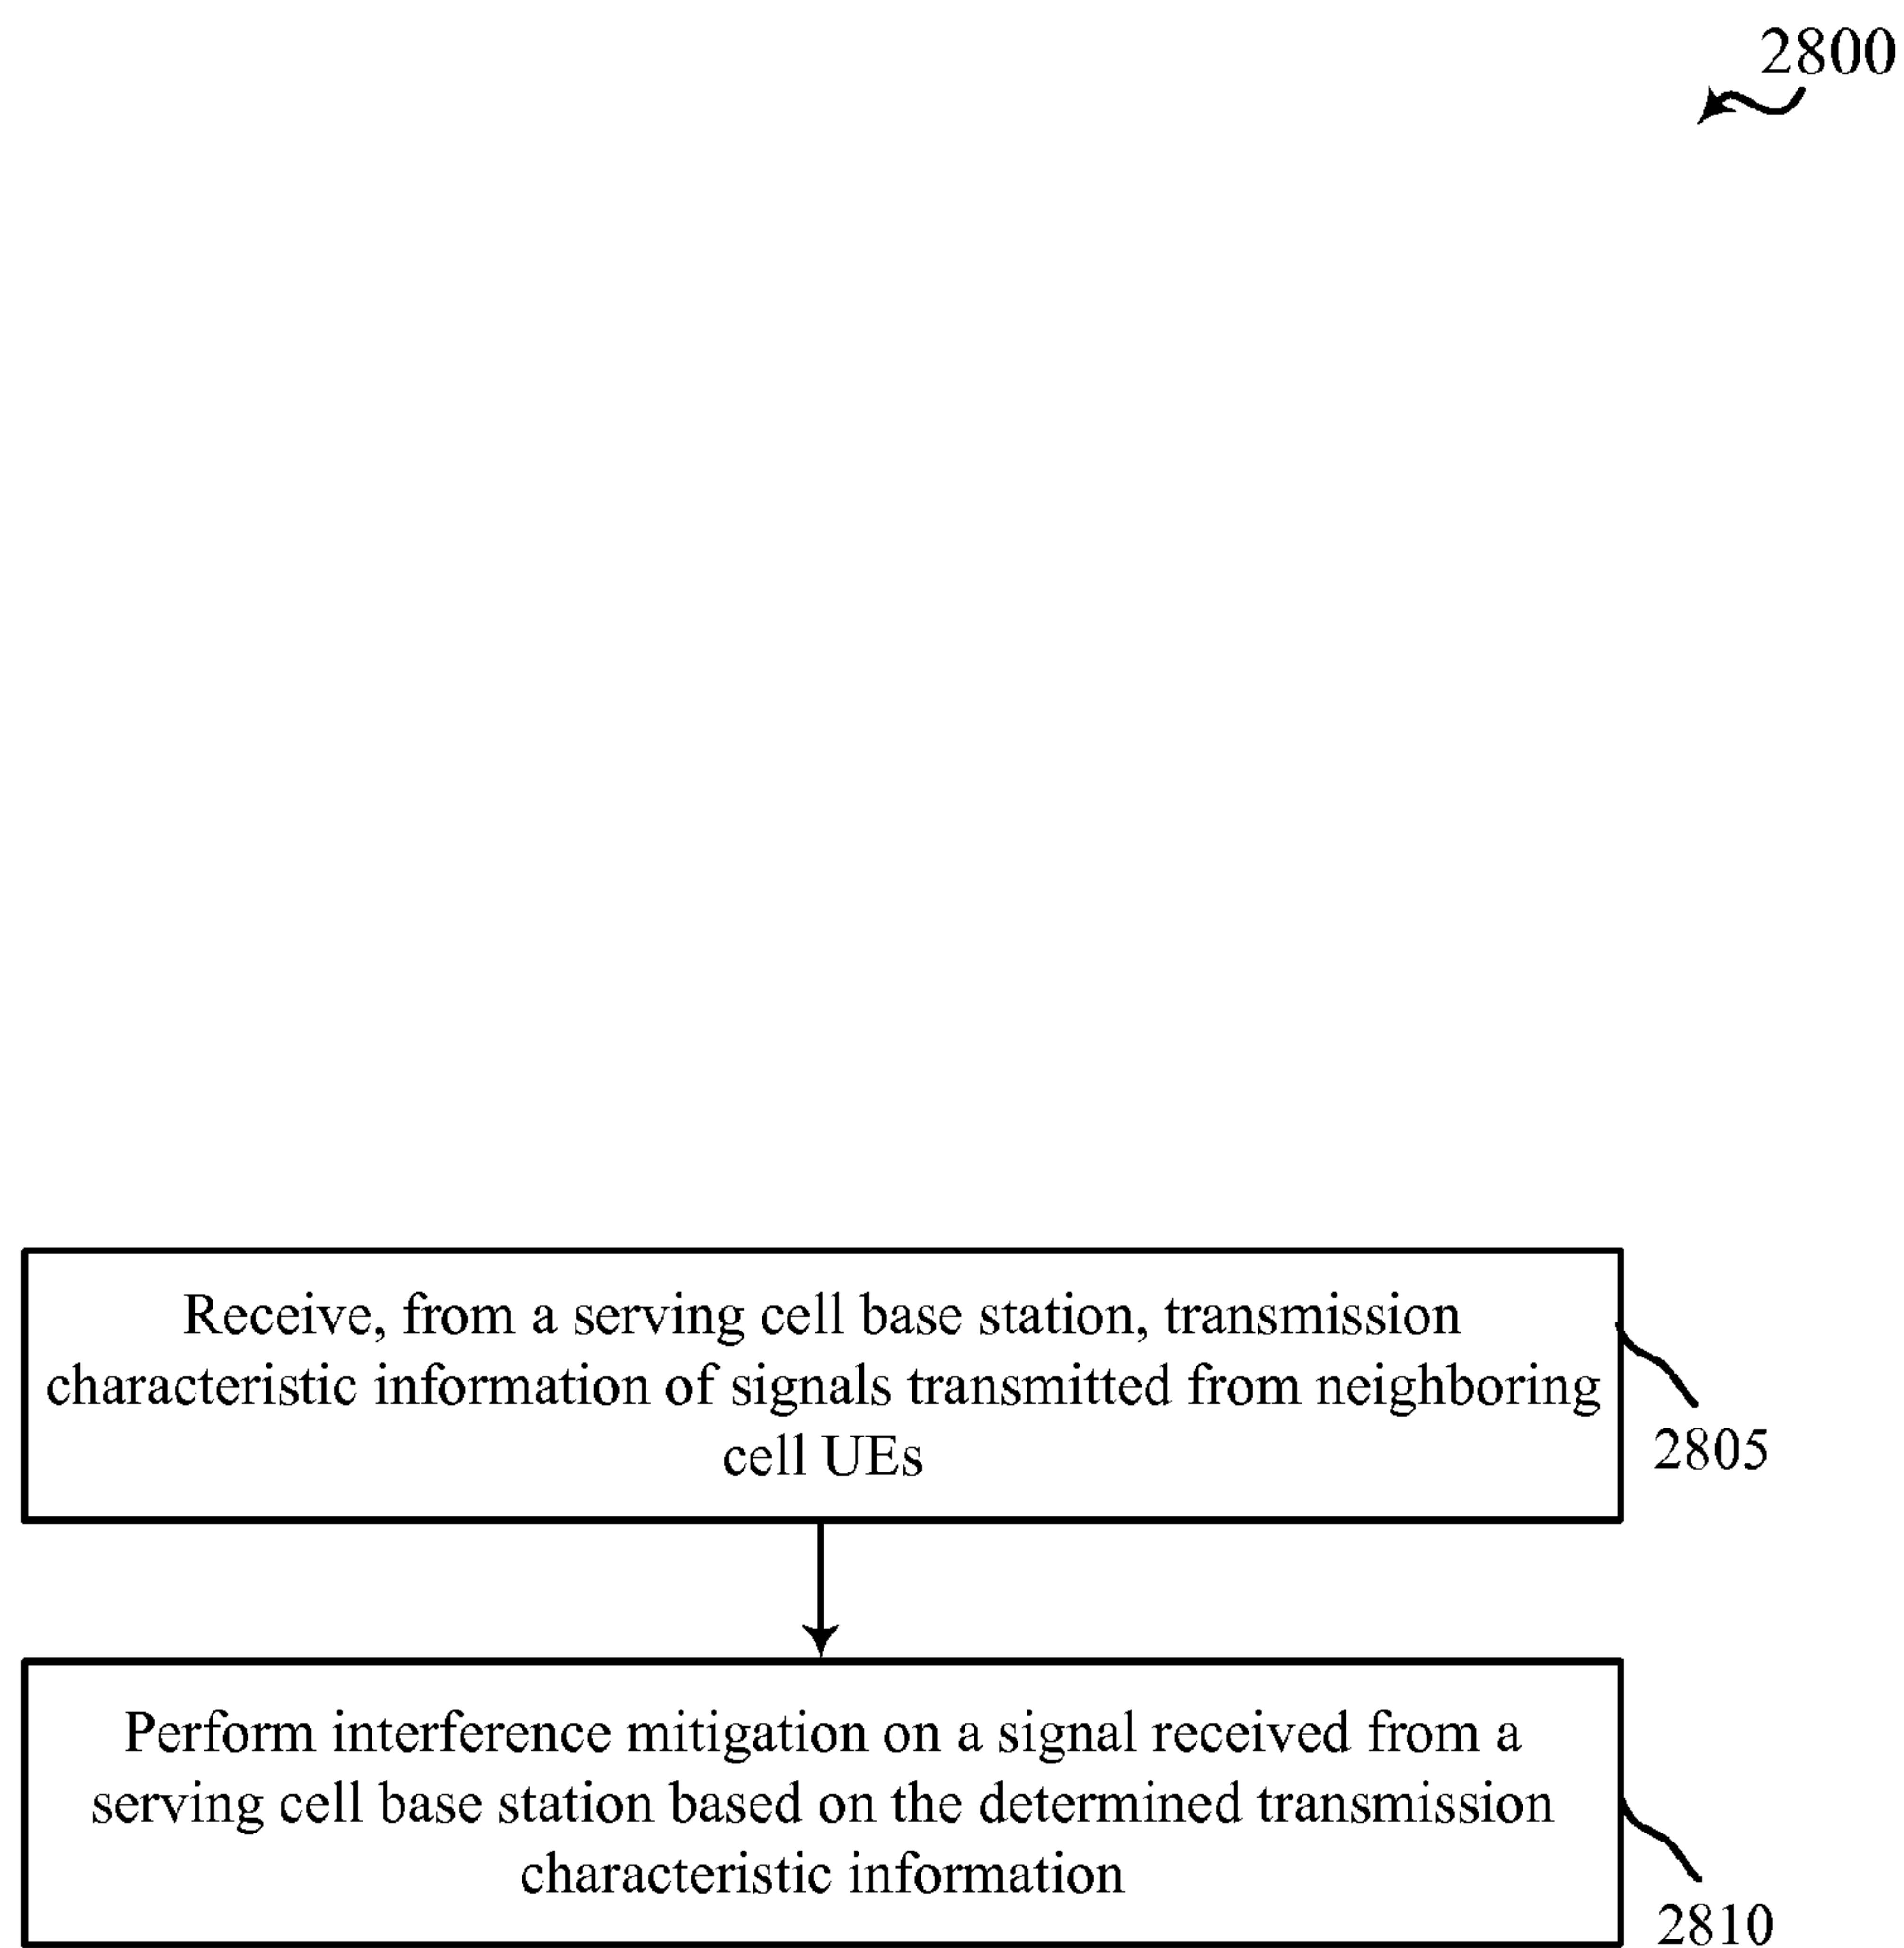 2800
Receive, from a serving cell base station, transmission
characteristic information of signals transmitted from neighboring
cell UEs
2805
Perform interference mitigation on a signal received from a
serving cell base station based on the determined transmission
characteristic information
2810